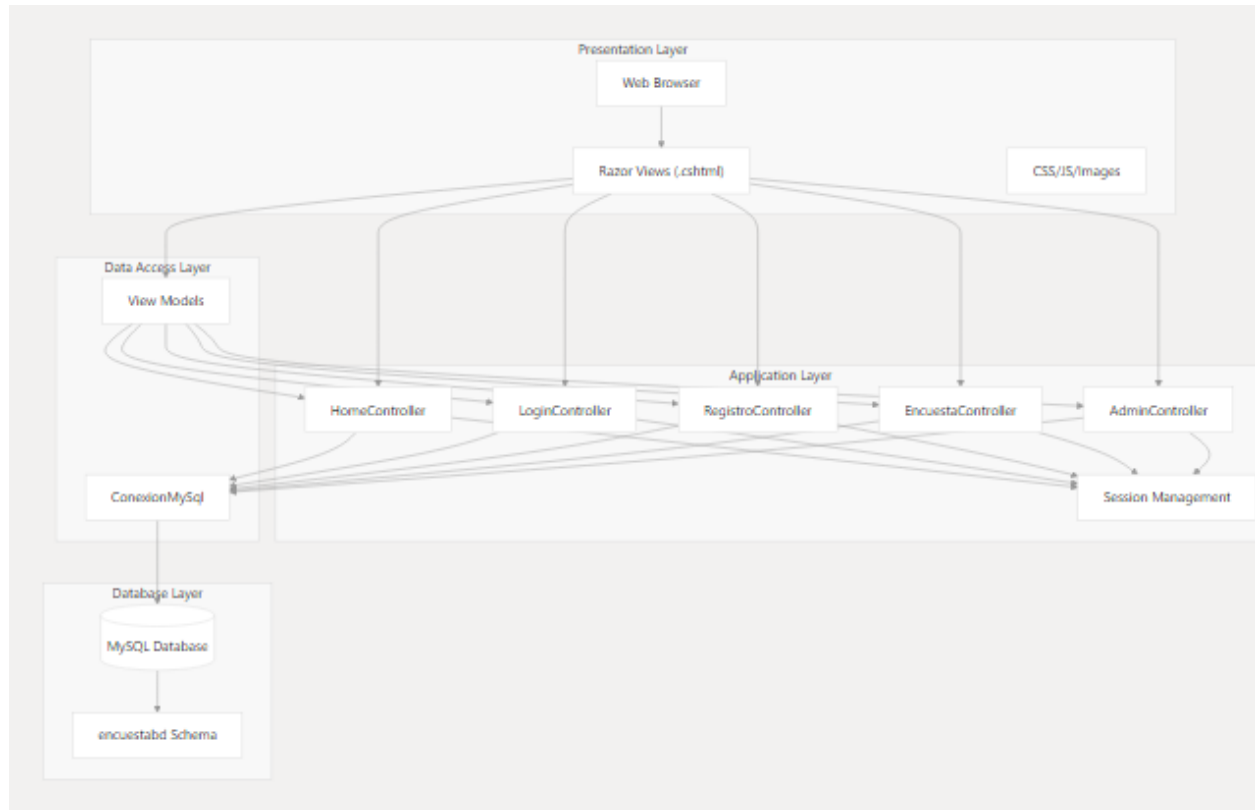 Presentation Layer
Web Browser
Razor Views (.cshtml)
CSS/JS/Images
Data Access Layer
View Models
Application Layer
HomeController
LoginController
RegistroController
EncuestaController
AdminController
ConexionMySql
Session Management
Database Layer
MySQL Database
encuestabd Schema